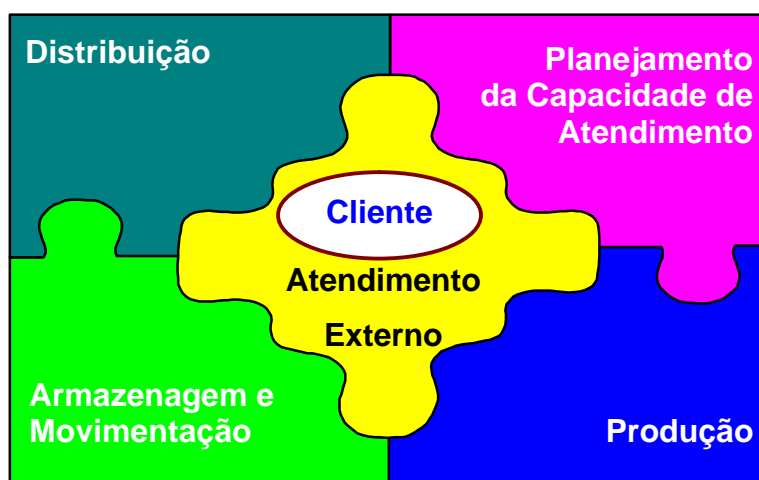 Distribuição
Planejamento
da Capacidade de
Atendimento
Cliente
Atendimento
Externo
Armazenagem e
Movimentação
Produção